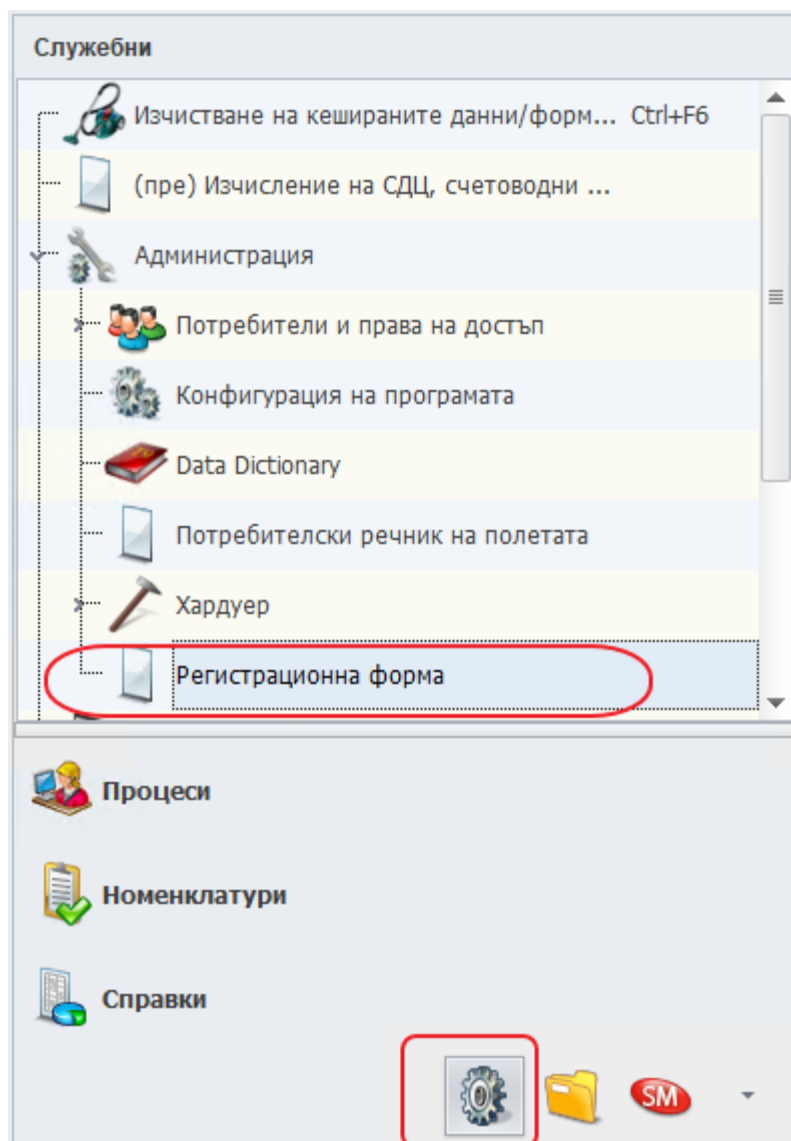 Служебни
Изчистване на кешираните данни/форм... Ctrl+F6
(пре) Изчисление на СДЦ, счетоводни ...
Администрация
Потребители и права на достъп
Конфигурация на програмата
Data Dictionary
Потребителски речник на полетата
Хардуер
Регистрационна форма
Процеси
Номенклатури
Справки
SM